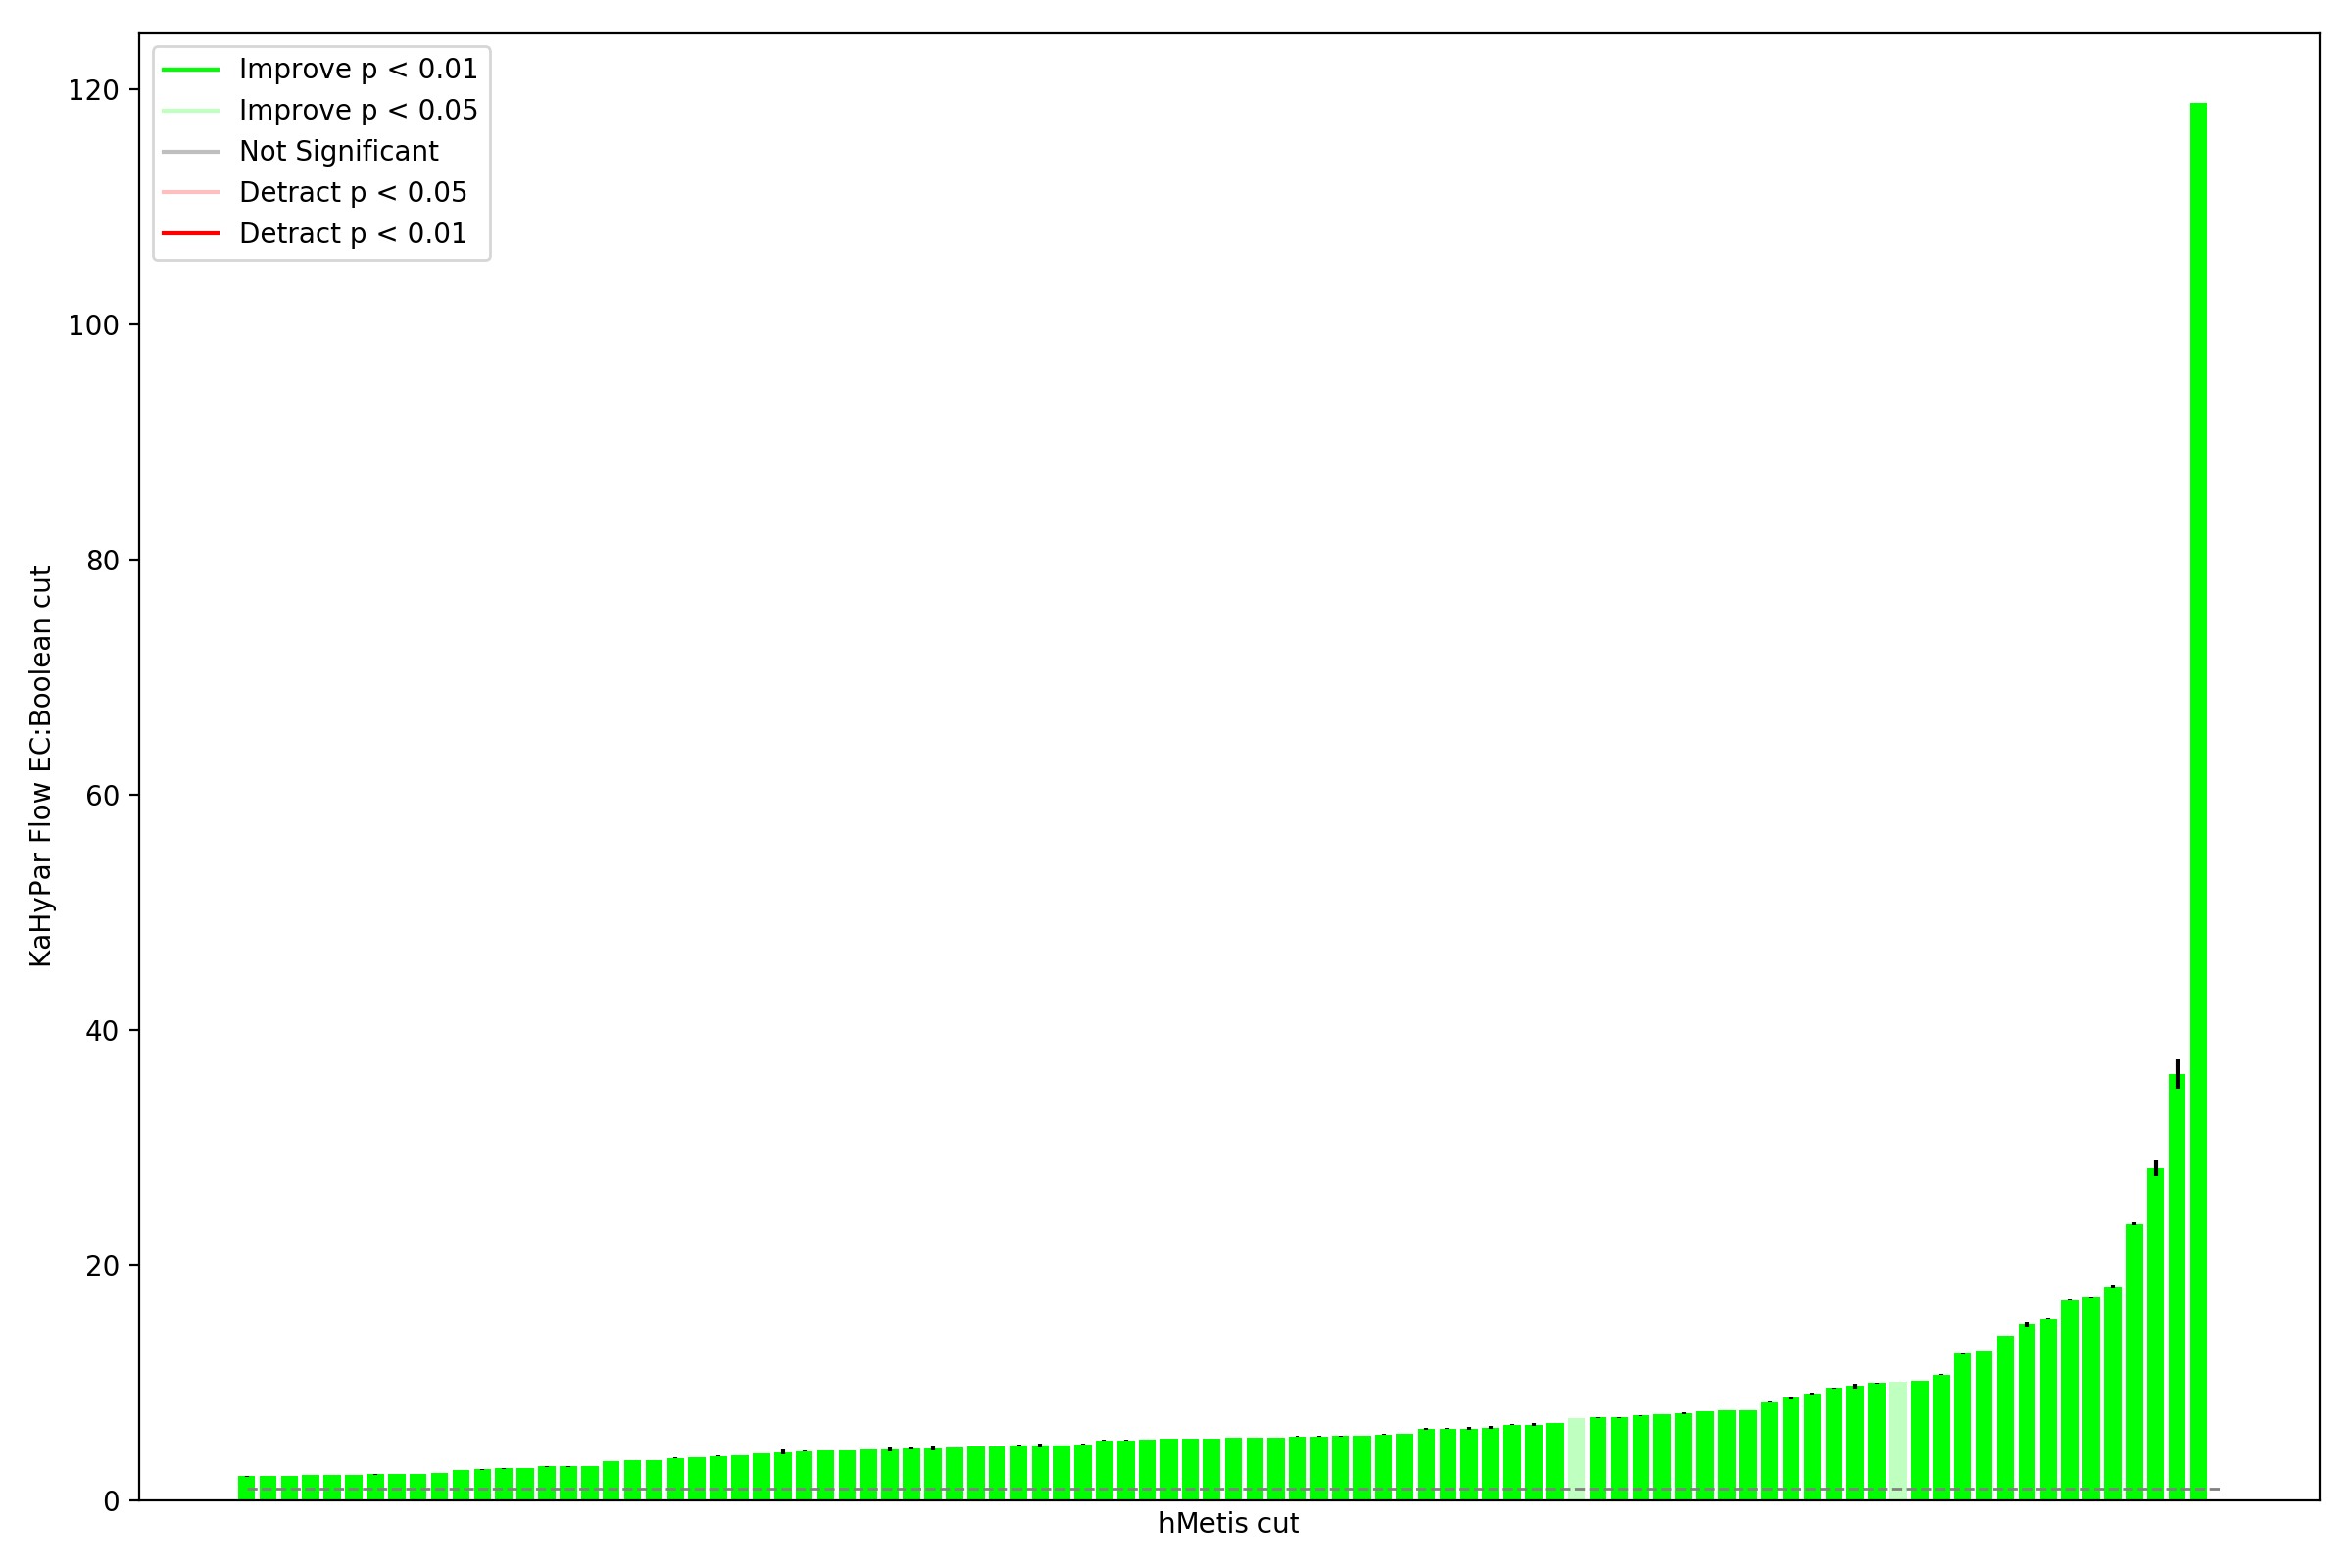 Improve p < 0.01
Improve p < 0.05
Not Significant
Detract p < 0.05
Detract p < 0.01
120
100
80
60
40
20
0
KaHyPar Flow EC:Boolean cut
hMetis cut